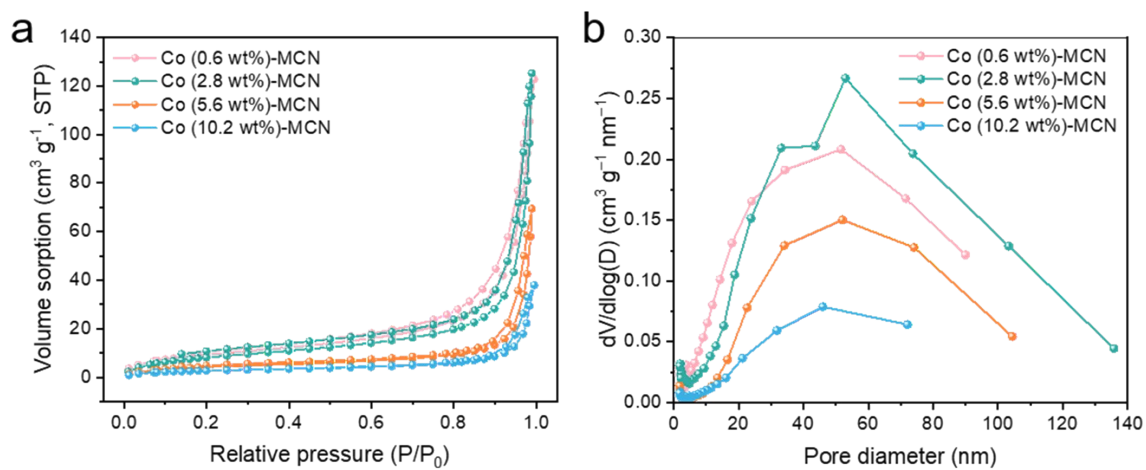 a
Volume sorption (cm³ g⁻¹, STP)
140
120
100
80
60
40
20
0
Co (0.6 wt%)-MCN
Co (2.8 wt%)-MCN
Co (5.6 wt%)-MCN
Co (10.2 wt%)-MCN
0.0 0.2 0.4 0.6 0.8 1.0
Relative pressure (P/P₀)
b
dV/dlog(D) (cm³ g⁻¹ nm⁻¹)
0.30
0.25
0.20
0.15
0.10
0.05
0.00
Co (0.6 wt%)-MCN
Co (2.8 wt%)-MCN
Co (5.6 wt%)-MCN
Co (10.2 wt%)-MCN
0 20 40 60 80 100 120 140
Pore diameter (nm)